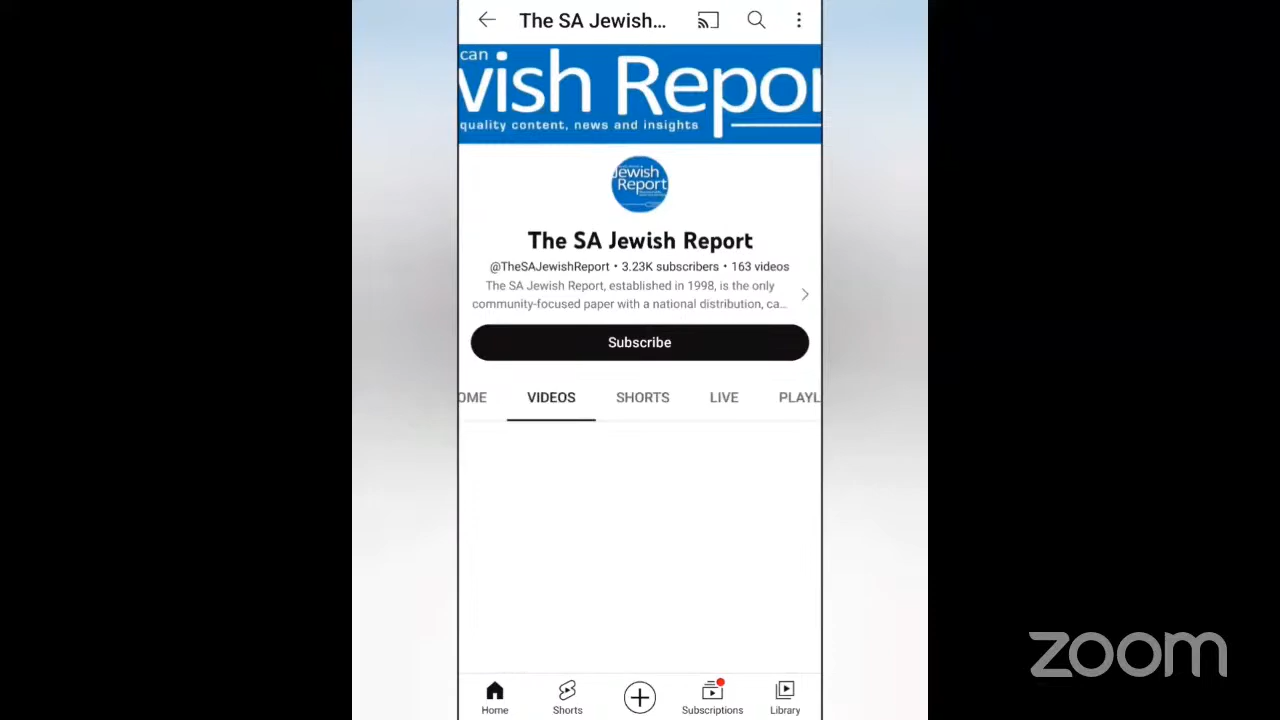 The SA Jewish...
can
wish Repor
quality content, news and insights
Jewish
Report
The SA Jewish Report
@TheSAJewishReport • 3.23K subscribers • 163 videos
The SA Jewish Report, established in 1998, is the only
community-focused paper with a national distribution, ca...
Subscribe
OME VIDEOS SHORTS LIVE PLAYL
Home Shorts Subscriptions Library
zoom